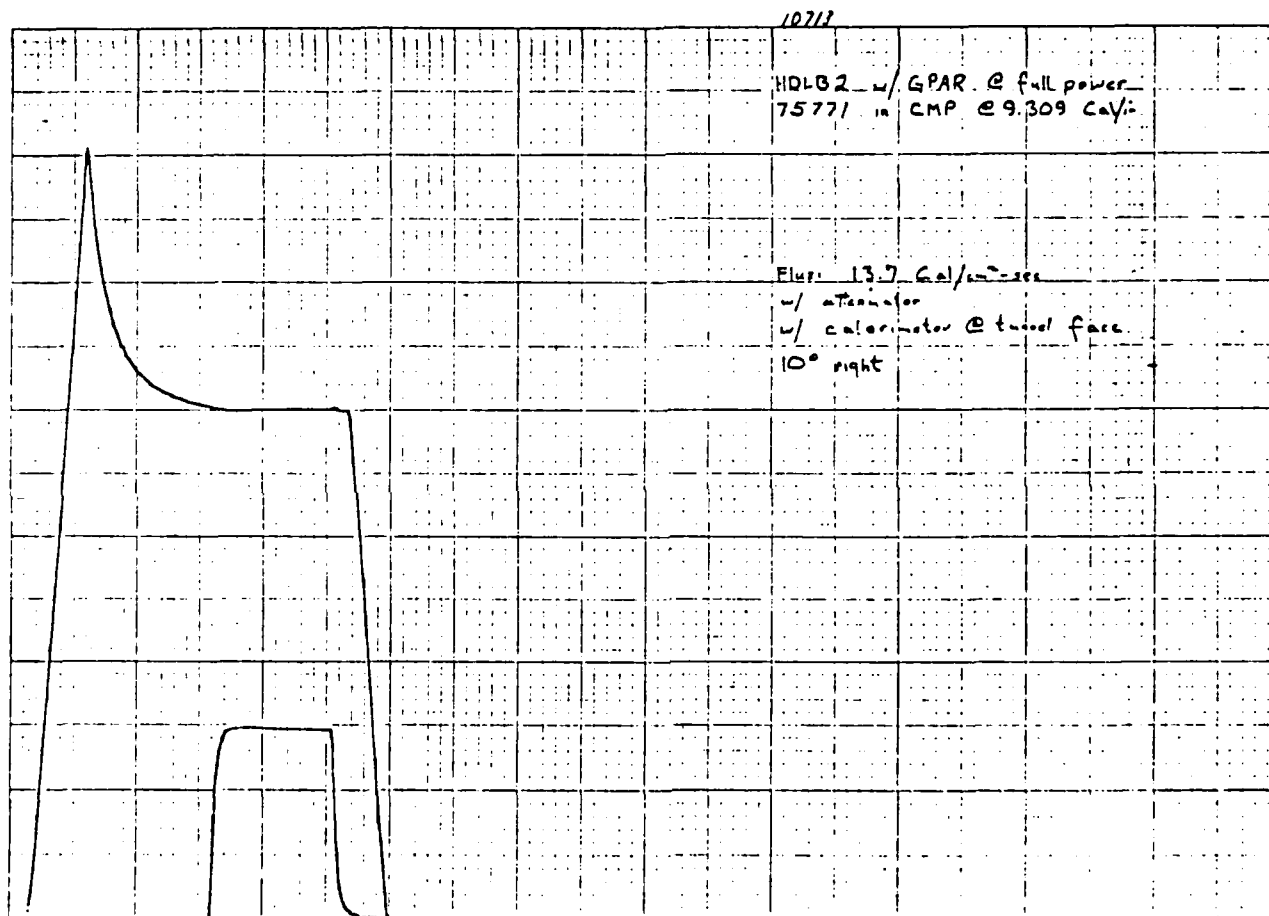 10713
HDLB2 w/ GPAR @ full power
75771 in CMP @ 9.309 Cal/in
Flux: 13.7 Cal/cm²-sec
w/ attenuator
w/ calorimeter @ tunnel face
10° right